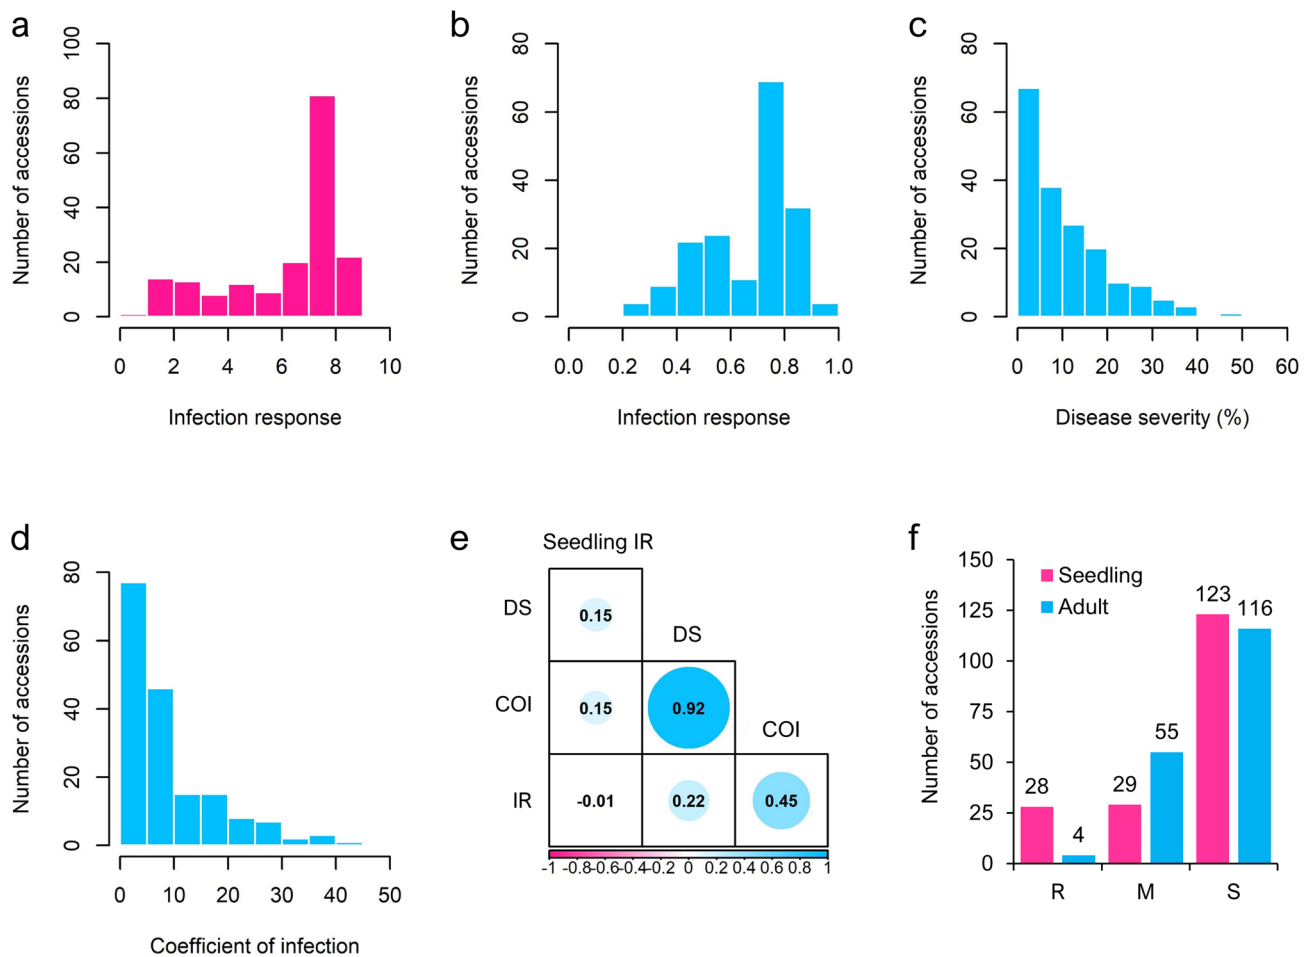 a
Number of accessions
0 20 40 60 80 100
0 2 4 6 8 10
Infection response
b
Number of accessions
0 20 40 60 80
0.0 0.2 0.4 0.6 0.8 1.0
Infection response
c
Number of accessions
0 20 40 60 80
0 10 20 30 40 50 60
Disease severity (%)
d
Number of accessions
0 20 40 60 80
0 10 20 30 40 50
Coefficient of infection
e
Seedling IR
DS 0.15
DS
COI 0.15 0.92
COI
IR -0.01 0.22 0.45
-1 -0.8 -0.6 -0.4 -0.2 0 0.2 0.4 0.6 0.8 1
f
Number of accessions
150
125
100
75
50
25
0
Seedling
Adult
28 4 29 55 123 116
R M S